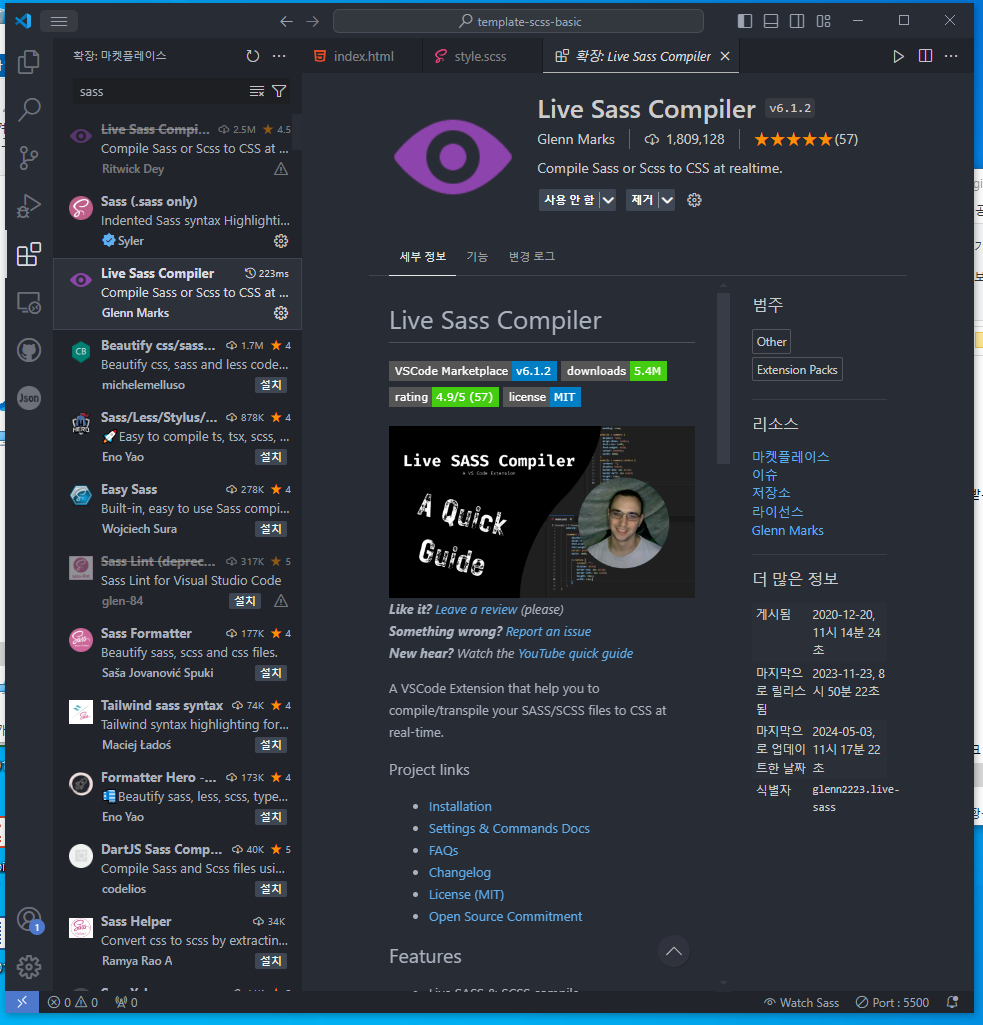 template-scss-basic
확장: 마켓플레이스
index.html
style.scss
확장: Live Sass Compiler
sass
Live Sass Compi... 2.5M 4.5
Compile Sass or Scss to CSS at ...
Ritwick Dey
Sass (.sass only)
Indented Sass syntax Highlighti...
Syler
Live Sass Compiler 223ms
Compile Sass or Scss to CSS at ...
Glenn Marks
CB
Beautify css/sass... 1.7M 4
Beautify css, sass and less code...
michelemelluso 설치
Json
HERO
Sass/Less/Stylus/... 878K 4
🚀Easy to compile ts, tsx, scss, ...
Eno Yao 설치
Easy Sass 278K 4
Built-in, easy to use Sass compi...
Wojciech Sura 설치
Sass Lint (deprec... 317K 5
Sass Lint for Visual Studio Code
glen-84 설치
Sass Formatter 177K 4
Beautify sass, scss and css files.
Saša Jovanović Spuki 설치
Tailwind sass syntax 74K 4
Tailwind syntax highlighting for...
Maciej Ładoś 설치
Formatter Hero -... 173K 4
Beautify sass, less, scss, type...
Eno Yao 설치
DartJS Sass Comp... 40K 5
Compile Sass and Scss files usi...
codelios 설치
Sass Helper 34K
Convert css to scss by extractin...
Ramya Rao A 설치
Live Sass Compiler v6.1.2
Glenn Marks 1,809,128 (57)
Compile Sass or Scss to CSS at realtime.
사용 안 함 제거
세부 정보 기능 변경 로그
Live Sass Compiler
VSCode Marketplace v6.1.2 downloads 5.4M
rating 4.9/5 (57) license MIT
Live SASS Compiler
A VS Code Extension
A Quick
Guide
Like it? Leave a review (please)
Something wrong? Report an issue
New hear? Watch the YouTube quick guide
A VSCode Extension that help you to
compile/transpile your SASS/SCSS files to CSS at
real-time.
Project links
Installation
Settings & Commands Docs
FAQs
Changelog
License (MIT)
Open Source Commitment
Features
Live SASS & SCSS compile
범주
Other
Extension Packs
리소스
마켓플레이스
이슈
저장소
라이선스
Glenn Marks
더 많은 정보
게시됨 2020-12-20,
11시 14분 24
초
마지막으 2023-11-23, 8
로 릴리스 시 50분 22초
됨
마지막으 2024-05-03,
로 업데이 11시 17분 22
트한 날짜 초
식별자 glenn2223.live-
sass
1
0 0 0
Watch Sass
Port : 5500